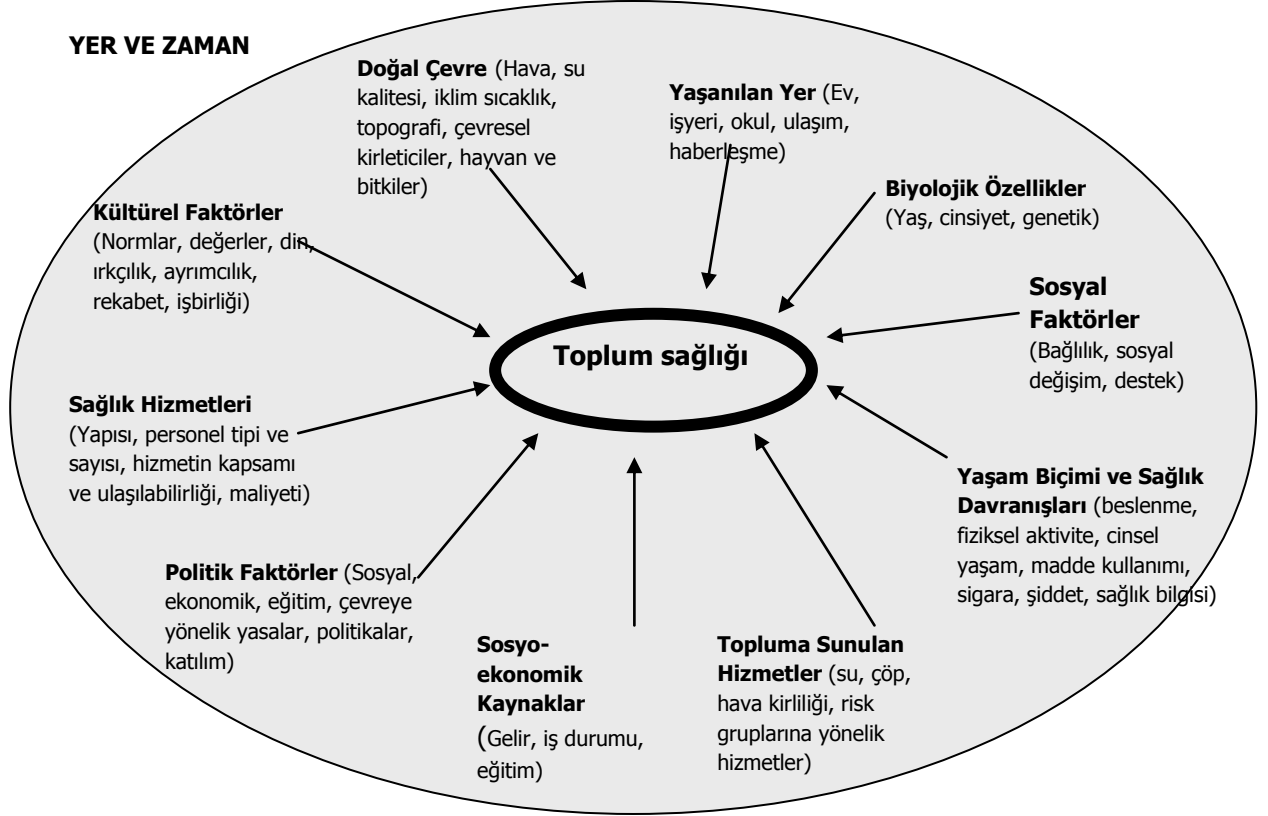 YER VE ZAMAN
Doğal Çevre (Hava, su
kalitesi, iklim sıcaklık,
topografi, çevresel
kirleticiler, hayvan ve
bitkiler)
Yaşanılan Yer (Ev,
işyeri, okul, ulaşım,
haberleşme)
Biyolojik Özellikler
(Yaş, cinsiyet, genetik)
Kültürel Faktörler
(Normlar, değerler, din,
ırkçılık, ayrımcılık,
rekabet, işbirliği)
Sosyal
Faktörler
(Bağlılık, sosyal
değişim, destek)
Toplum sağlığı
Sağlık Hizmetleri
(Yapısı, personel tipi ve
sayısı, hizmetin kapsamı
ve ulaşılabilirliği, maliyeti)
Yaşam Biçimi ve Sağlık
Davranışları (beslenme,
fiziksel aktivite, cinsel
yaşam, madde kullanımı,
sigara, şiddet, sağlık bilgisi)
Politik Faktörler (Sosyal,
ekonomik, eğitim, çevreye
yönelik yasalar, politikalar,
katılım)
Sosyo-
ekonomik
Kaynaklar
(Gelir, iş durumu,
eğitim)
Topluma Sunulan
Hizmetler (su, çöp,
hava kirliliği, risk
gruplarına yönelik
hizmetler)